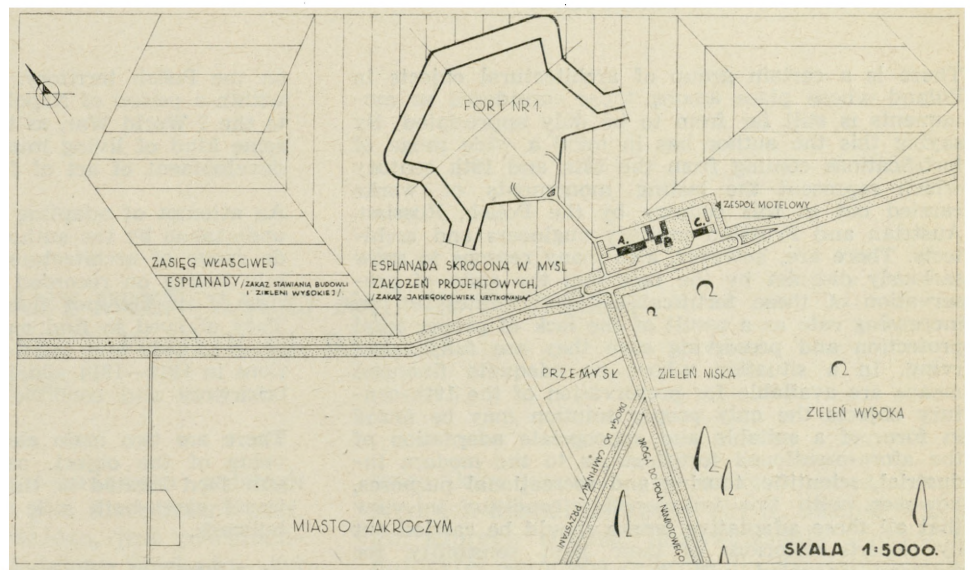 FORT NR 1.
ZESPÓŁ MOTELOWY
A.
B
C.
ZASIĘG WŁAŚCIWEJ
ESPLANADY /ZAKAZ STAWIANIA BUDOWLI
I ZIELENI WYSOKIEJ/.
ESPLANADA SKRÓCONA W MYŚL
ZAŁOŻEŃ PROJEKTOWYCH.
/ZAKAZ JAKIEGOKOLWIEK UŻYTKOWANIA/
PRZEMYSŁ
ZIELEŃ NISKA
ZIELEŃ WYSOKA
DROGA DO CAMPINGU I PRZYSTANI
DROGA DO POLA NAMIOTOWEGO
MIASTO ZAKROCZYM
SKALA 1:5000.